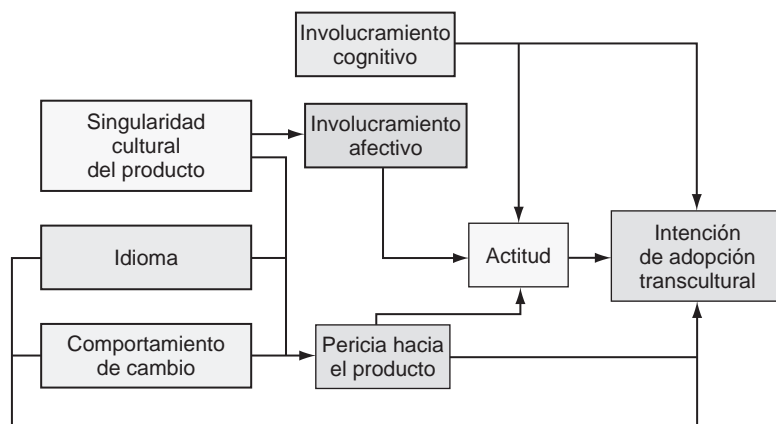 Involucramiento
cognitivo
Singularidad
cultural
del producto
Involucramiento
afectivo
Idioma
Actitud
Intención
de adopción
transcultural
Comportamiento
de cambio
Pericia hacia
el producto